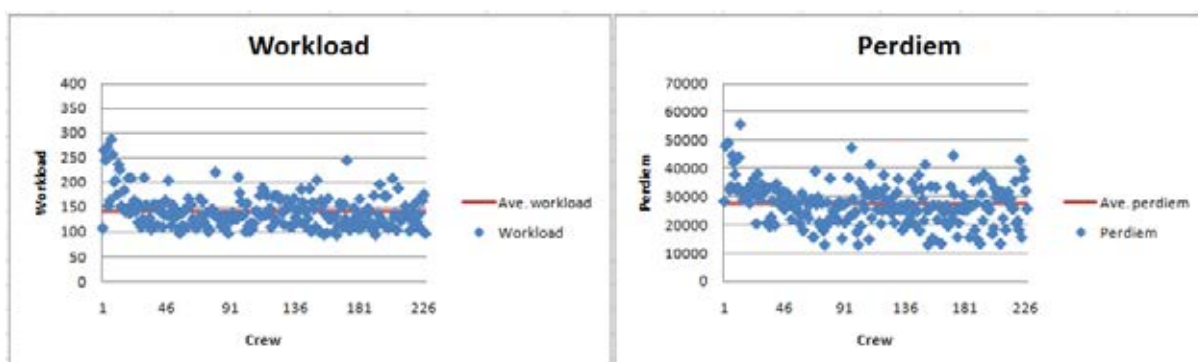 Workload
400
350
300
250
200
150
100
50
0
Workload
1 46 91 136 181 226
Crew
Ave. workload
Workload
Perdiem
70000
60000
50000
40000
30000
20000
10000
0
Perdiem
1 46 91 136 181 226
Crew
Ave. perdiem
Perdiem